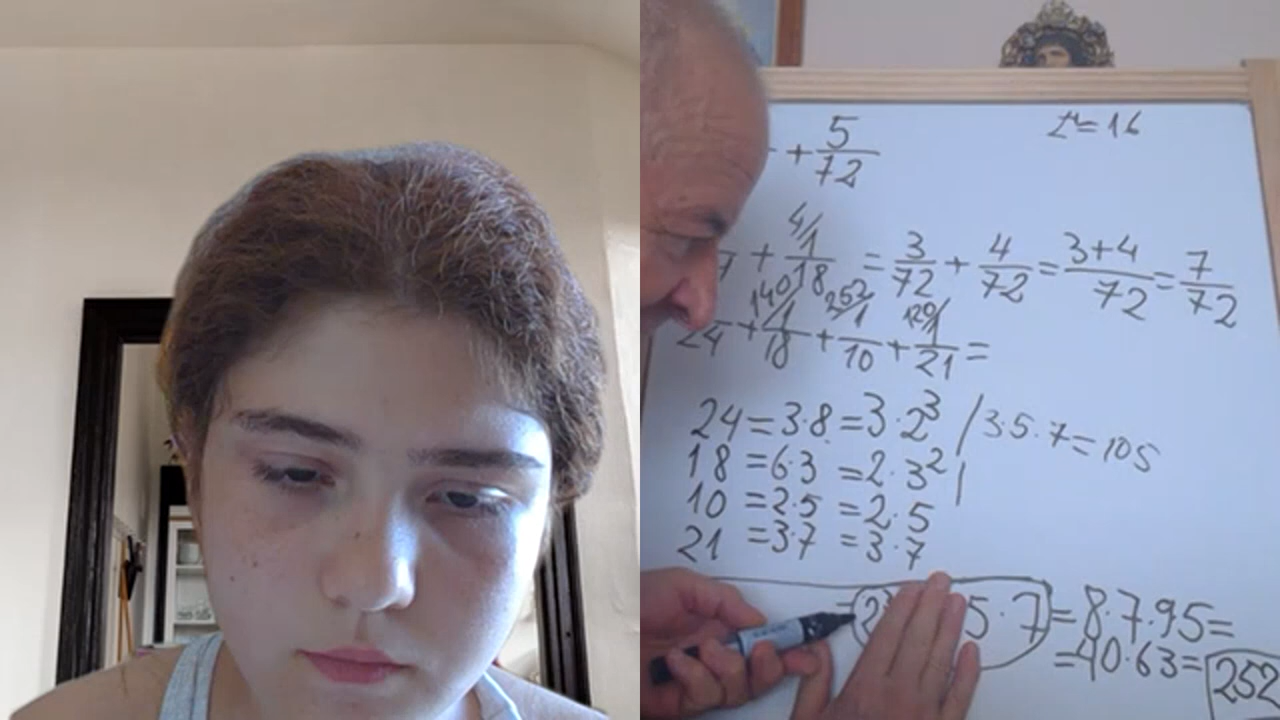 + 5/72
2⁴=16
7 + 4/ 1/18 = 3/72 + 4/72 = 3+4/72 = 7/72
24 + 140/ 1/18 + 252/ 1/10 + 120/ 1/21 =
24 = 3·8 = 3·2³ / 3·5·7 = 105
18 = 6·3 = 2·3² /
10 = 2·5 = 2·5
21 = 3·7 = 3·7
= 2 5·7 = 8·7·95 =
= 40·63 = 252